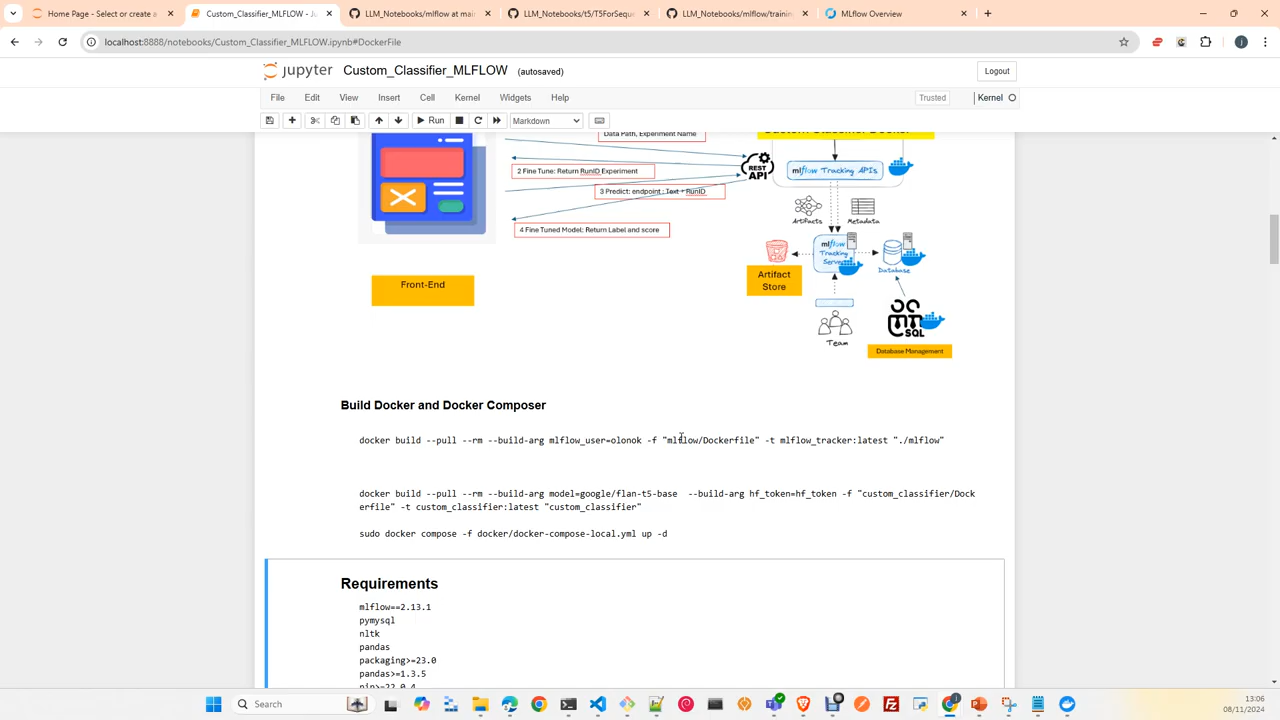 Home Page - Select or create a
Custom_Classifier_MLFLOW - Ju
LLM_Notebooks/mlflow at main
LLM_Notebooks/t5/T5ForSeque
LLM_Notebooks/mlflow/training
MLflow Overview
localhost:8888/notebooks/Custom_Classifier_MLFLOW.ipynb#DockerFile
jupyter Custom_Classifier_MLFLOW (autosaved)
Logout
File Edit View Insert Cell Kernel Widgets Help
Trusted
Kernel
Run
Markdown
Data Path, Experiment Name
2 Fine Tune: Return RunID Experiment
3 Predict: endpoint : Text + RunID
4 Fine Tuned Model: Return Label and score
REST
API
mlflow Tracking APIs
Artifacts
Metadata
mlflow
Tracking
Server
Database
Artifact
Store
Front-End
Team
SQL
Database Management
Build Docker and Docker Composer
docker build --pull --rm --build-arg mlflow_user=olonok -f "mlflow/Dockerfile" -t mlflow_tracker:latest "./mlflow"
docker build --pull --rm --build-arg model=google/flan-t5-base  --build-arg hf_token=hf_token -f "custom_classifier/Dock
erfile" -t custom_classifier:latest "custom_classifier"
sudo docker compose -f docker/docker-compose-local.yml up -d
Requirements
mlflow==2.13.1
pymysql
nltk
pandas
packaging>=23.0
pandas>=1.3.5
Search
13:06
08/11/2024